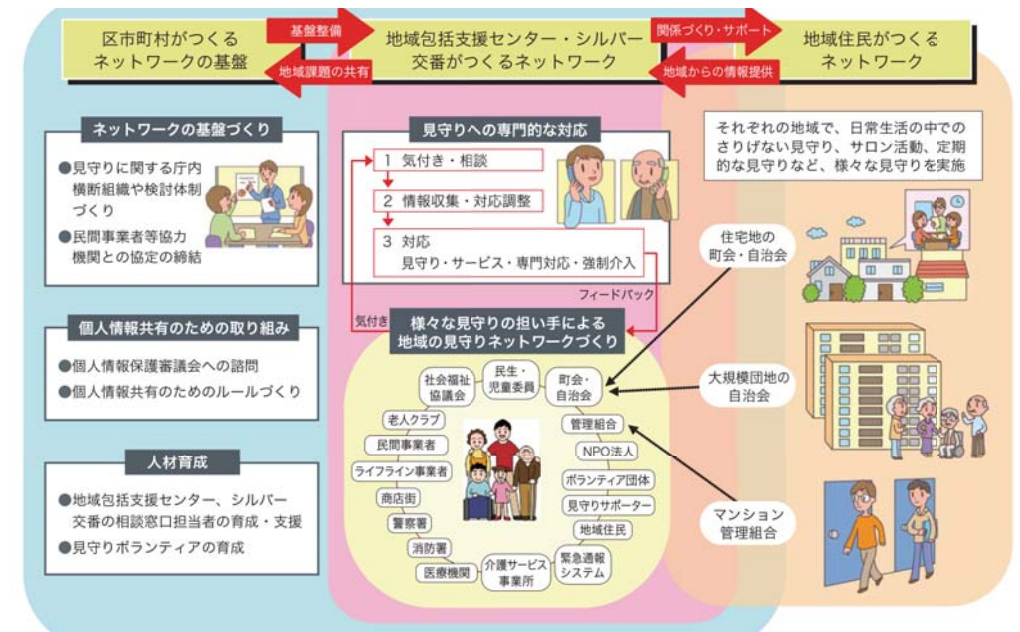 区市町村がつくる
ネットワークの基盤
基盤整備
地域課題の共有
地域包括支援センター・シルバー
交番がつくるネットワーク
関係づくり・サポート
地域からの情報提供
地域住民がつくる
ネットワーク
ネットワークの基盤づくり
●見守りに関する庁内
横断組織や検討体制
づくり
●民間事業者等協力
機関との協定の締結
個人情報共有のための取り組み
●個人情報保護審議会への諮問
●個人情報共有のためのルールづくり
人材育成
●地域包括支援センター、シルバー
交番の相談窓口担当者の育成・支援
●見守りボランティアの育成
見守りへの専門的な対応
1 気付き・相談
2 情報収集・対応調整
3 対応
見守り・サービス・専門対応・強制介入
フィードバック
気付き
様々な見守りの担い手による
地域の見守りネットワークづくり
社会福祉
協議会
民生・
児童委員
町会・
自治会
老人クラブ
管理組合
民間事業者
NPO法人
ライフライン事業者
ボランティア団体
商店街
見守りサポーター
警察署
地域住民
消防署
緊急通報
システム
医療機関
介護サービス
事業所
それぞれの地域で、日常生活の中での
さりげない見守り、サロン活動、定期
的な見守りなど、様々な見守りを実施
住宅地の
町会・自治会
大規模団地の
自治会
マンション
管理組合